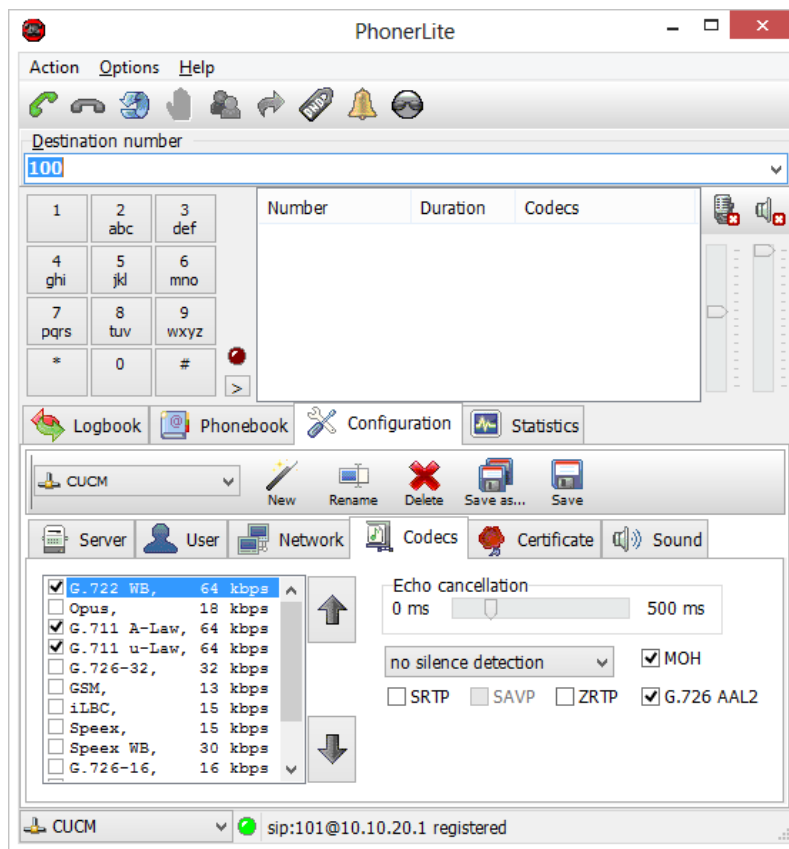 PhonerLite
Action Options Help
DND
Destination number
100
1 2 3
abc def
4 5 6
ghi jkl mno
7 8 9
pqrs tuv wxyz
* 0 #
>
Number Duration Codecs
Logbook Phonebook Configuration Statistics
CUCM
New Rename Delete Save as... Save
Server User Network Codecs Certificate Sound
G.722 WB, 64 kbps
Opus, 18 kbps
G.711 A-Law, 64 kbps
G.711 u-Law, 64 kbps
G.726-32, 32 kbps
GSM, 13 kbps
iLBC, 15 kbps
Speex, 15 kbps
Speex WB, 30 kbps
G.726-16, 16 kbps
Echo cancellation
0 ms 500 ms
no silence detection MOH
SRTP SAVP ZRTP G.726 AAL2
CUCM sip:101@10.10.20.1 registered